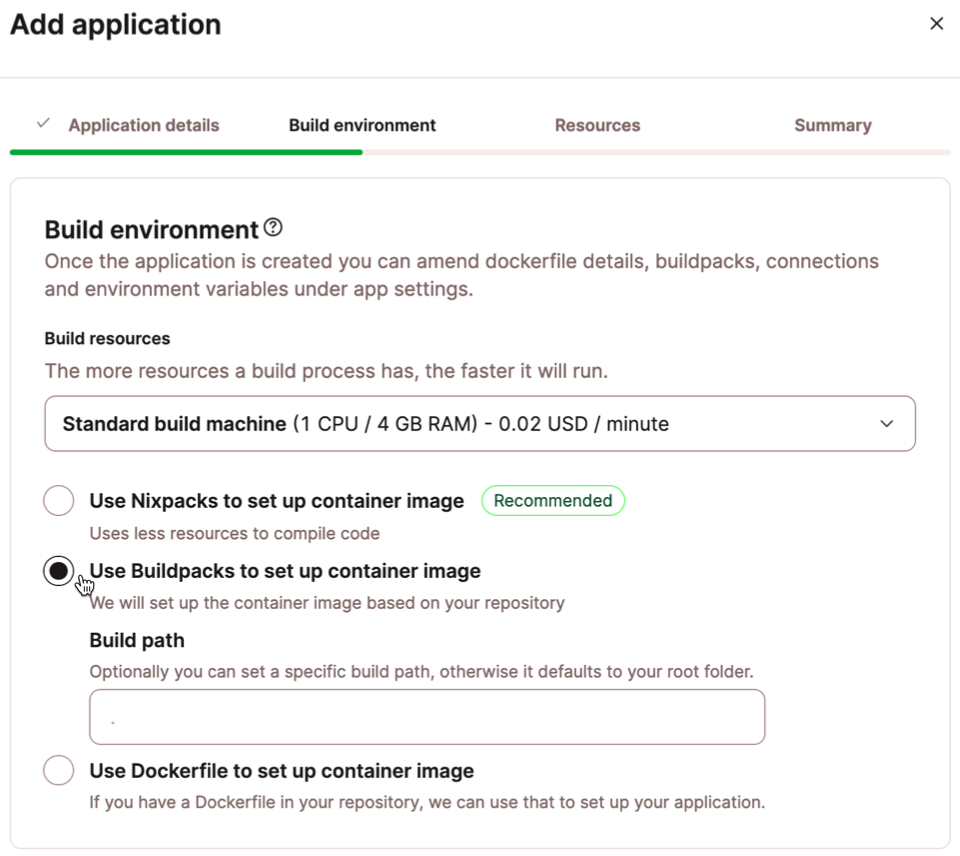 Add application
Application details
Build environment
Resources
Summary
Build environment
Once the application is created you can amend dockerfile details, buildpacks, connections
and environment variables under app settings.
Build resources
The more resources a build process has, the faster it will run.
Standard build machine (1 CPU / 4 GB RAM) - 0.02 USD / minute
Use Nixpacks to set up container image Recommended
Uses less resources to compile code
Use Buildpacks to set up container image
We will set up the container image based on your repository
Build path
Optionally you can set a specific build path, otherwise it defaults to your root folder.
.
Use Dockerfile to set up container image
If you have a Dockerfile in your repository, we can use that to set up your application.